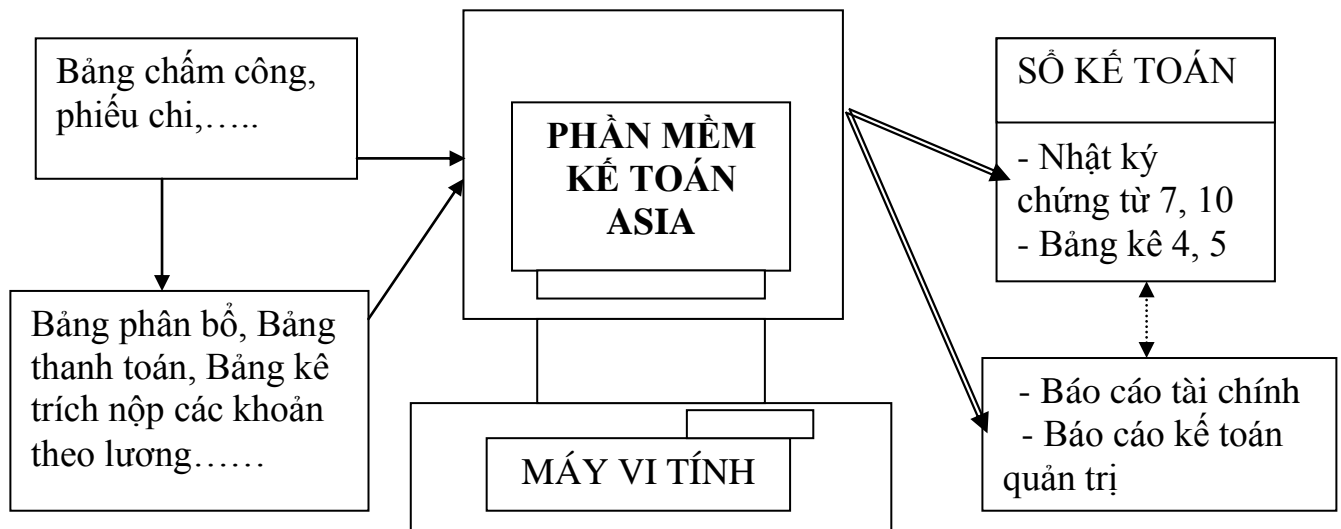 Bảng chấm công,
phiếu chi,…..
Bảng phân bổ, Bảng
thanh toán, Bảng kê
trích nộp các khoản
theo lương……
PHẦN MỀM
KẾ TOÁN
ASIA
MÁY VI TÍNH
SỔ KẾ TOÁN
- Nhật ký
chứng từ 7, 10
- Bảng kê 4, 5
- Báo cáo tài chính
- Báo cáo kế toán
quản trị